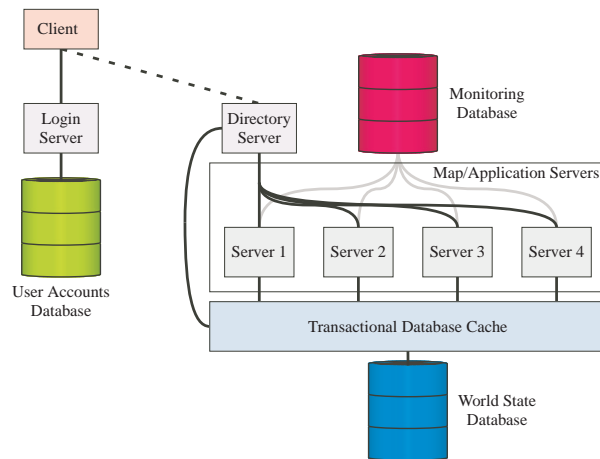 Client
Login
Server
Directory
Server
Monitoring
Database
Map/Application Servers
Server 1
Server 2
Server 3
Server 4
User Accounts
Database
Transactional Database Cache
World State
Database